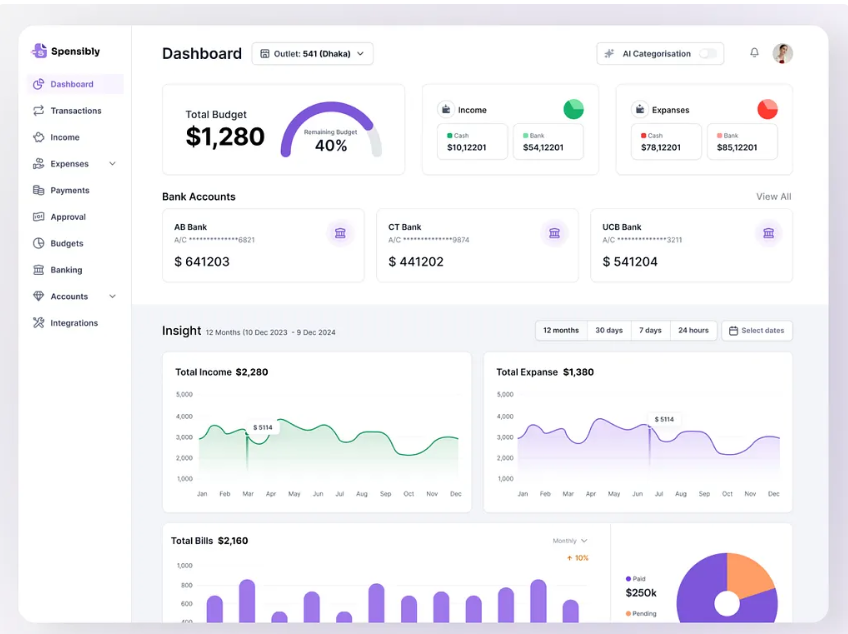 Spensibly
Dashboard
Transactions
Income
Expenses
Payments
Approval
Budgets
Banking
Accounts
Integrations
Dashboard
Outlet: 541 (Dhaka)
AI Categorisation
Total Budget
$1,280
Remaining Budget
40%
Income
Cash
$10,12201
Bank
$54,12201
Expanses
Cash
$78,12201
Bank
$85,12201
Bank Accounts
View All
AB Bank
A/C **************6821
$ 641203
CT Bank
A/C **************9874
$ 441202
UCB Bank
A/C **************3211
$ 541204
Insight 12 Months (10 Dec 2023 - 9 Dec 2024
12 months
30 days
7 days
24 hours
Select dates
Total Income $2,280
5,000
4,000
3,000
2,000
1,000
$ 5114
Jan Feb Mar Apr May Jun Jul Aug Sep Oct Nov Dec
Total Expanse $1,380
5,000
4,000
3,000
2,000
1,000
$ 5114
Jan Feb Mar Apr May Jun Jul Aug Sep Oct Nov Dec
Total Bills $2,160
Monthly
+ 10%
1,000
800
600
400
Paid
$250k
Pending